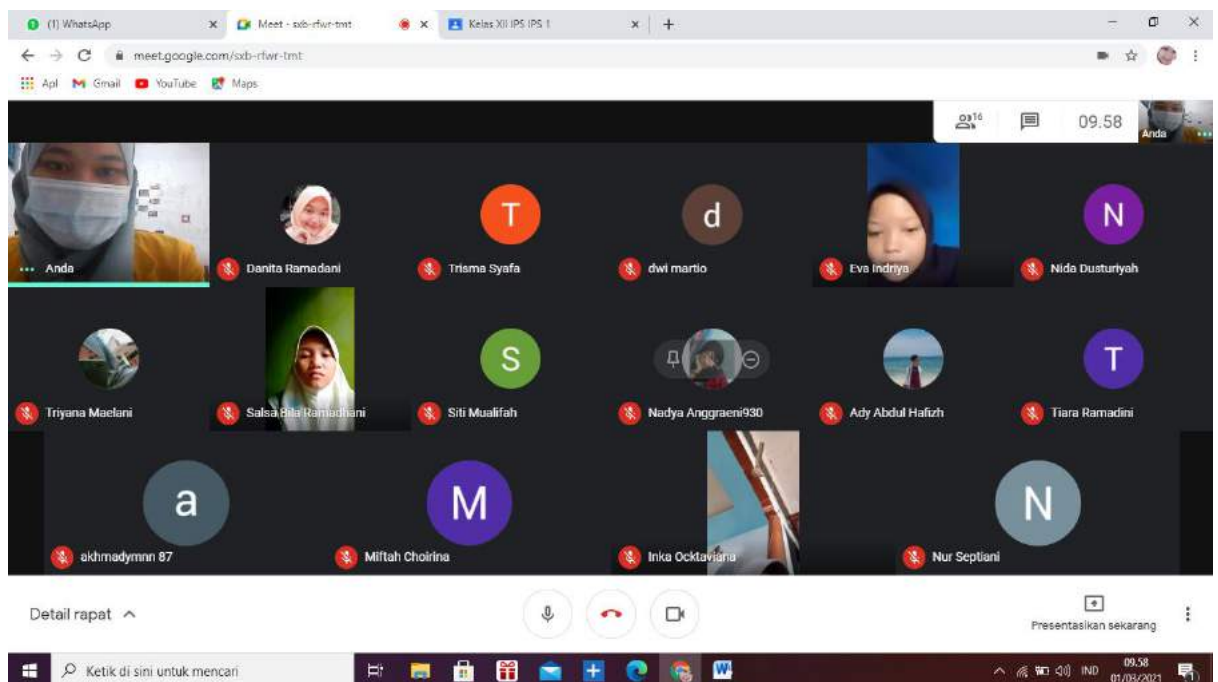 (1) WhatsApp
Meet - sxb-rfwr-tmt
Kelas XII IPS IPS 1
meet.google.com/sxb-rfwr-tmt
Apl Gmail YouTube Maps
16 09.58 Anda
Anda Danita Ramadani Trisma Syafa dwi martio Eva Indriya Nida Dusturiyah
T d N
S T
Triyana Maelani Salsa Bila Ramadhani Siti Mualifah Nadya Anggraeni930 Ady Abdul Hafizh Tiara Ramadini
a M N
akhmadymnn 87 Miftah Choirina Inka Ocktaviana Nur Septiani
Detail rapat
Presentasikan sekarang
Ketik di sini untuk mencari
IND 09.58
01/03/2021